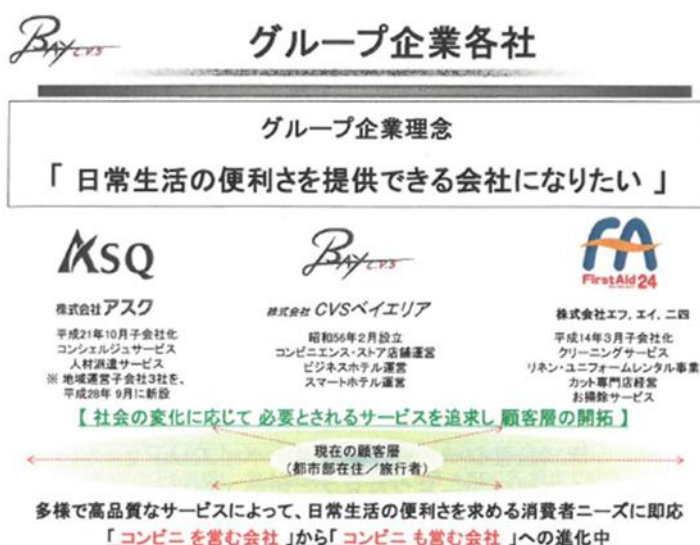 BAY C.V.S
グループ企業各社
グループ企業理念
「 日常生活の便利さを提供できる会社になりたい 」
ASQ
株式会社アスク
平成21年10月子会社化
コンシェルジュサービス
人材派遣サービス
※ 地域運営子会社3社を、
平成28年 9月に新設
BAY C.V.S
株式会社 CVSベイエリア
昭和56年2月設立
コンビニエンス・ストア店舗運営
ビジネスホテル運営
スマートホテル運営
FA
FirstAid 24
株式会社エフ. エイ. 二四
平成14年3月子会社化
クリーニングサービス
リネン・ユニフォームレンタル事業
カット専門店経営
お掃除サービス
【 社会の変化に応じて 必要とされるサービスを追求し 顧客層の開拓 】
現在の顧客層
(都市部在住／旅行者)
多様で高品質なサービスによって、日常生活の便利さを求める消費者ニーズに即応
「 コンビニ を営む会社 」から「 コンビニ も営む会社 」への進化中